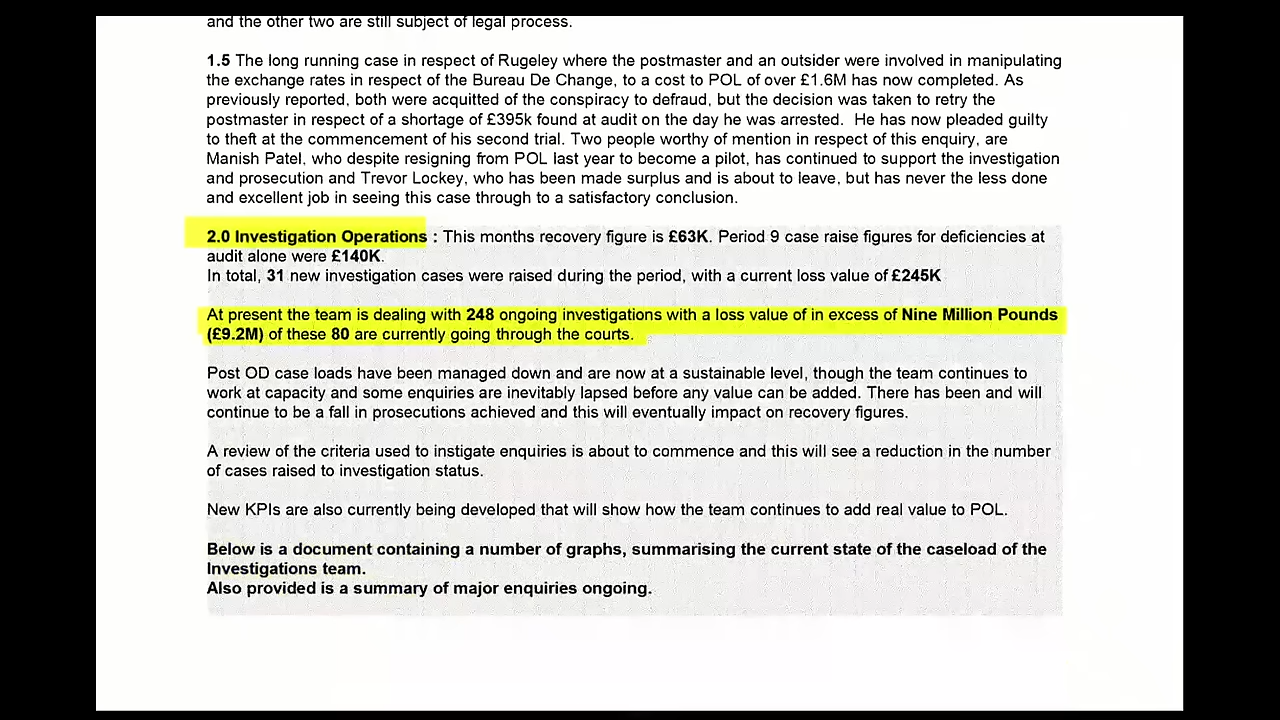 and the other two are still subject of legal process.
1.5 The long running case in respect of Rugeley where the postmaster and an outsider were involved in manipulating
the exchange rates in respect of the Bureau De Change, to a cost to POL of over £1.6M has now completed. As
previously reported, both were acquitted of the conspiracy to defraud, but the decision was taken to retry the
postmaster in respect of a shortage of £395k found at audit on the day he was arrested. He has now pleaded guilty
to theft at the commencement of his second trial. Two people worthy of mention in respect of this enquiry, are
Manish Patel, who despite resigning from POL last year to become a pilot, has continued to support the investigation
and prosecution and Trevor Lockey, who has been made surplus and is about to leave, but has never the less done
and excellent job in seeing this case through to a satisfactory conclusion.
2.0 Investigation Operations : This months recovery figure is £63K. Period 9 case raise figures for deficiencies at
audit alone were £140K.
In total, 31 new investigation cases were raised during the period, with a current loss value of £245K
At present the team is dealing with 248 ongoing investigations with a loss value of in excess of Nine Million Pounds
(£9.2M) of these 80 are currently going through the courts.
Post OD case loads have been managed down and are now at a sustainable level, though the team continues to
work at capacity and some enquiries are inevitably lapsed before any value can be added. There has been and will
continue to be a fall in prosecutions achieved and this will eventually impact on recovery figures.
A review of the criteria used to instigate enquiries is about to commence and this will see a reduction in the number
of cases raised to investigation status.
New KPIs are also currently being developed that will show how the team continues to add real value to POL.
Below is a document containing a number of graphs, summarising the current state of the caseload of the
Investigations team.
Also provided is a summary of major enquiries ongoing.